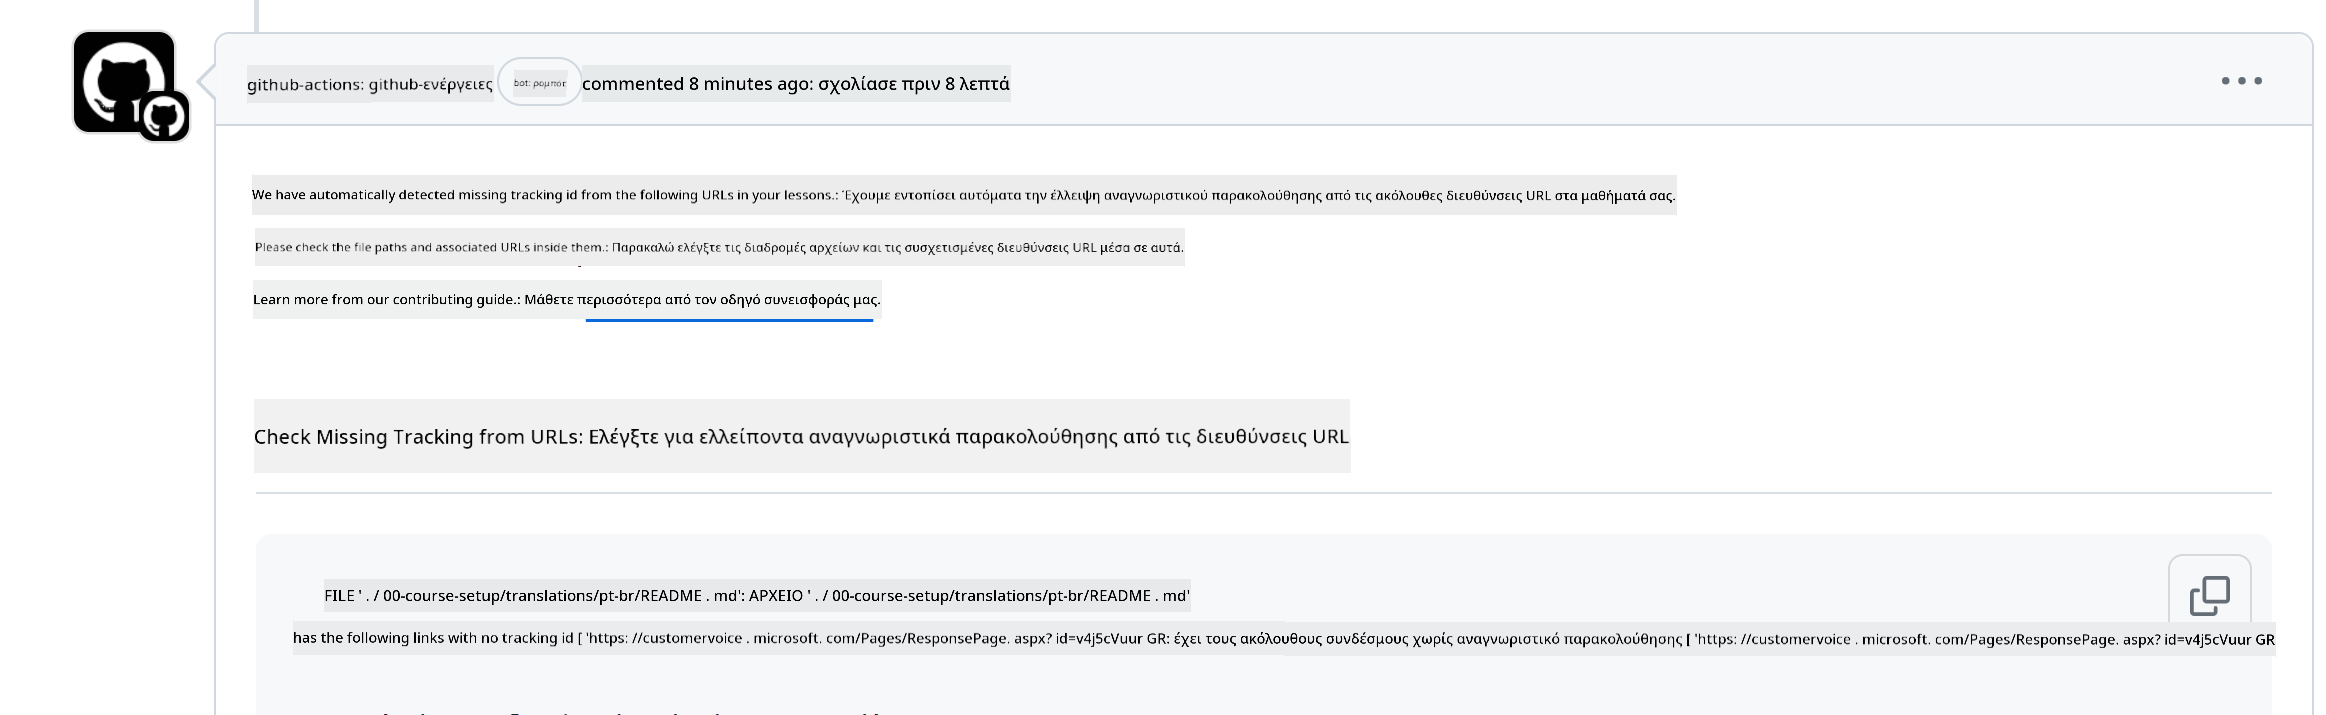 github-actions: github-ενέργειες bot: ρομπότ commented 8 minutes ago: σχολίασε πριν 8 λεπτά
We have automatically detected missing tracking id from the following URLs in your lessons.: Έχουμε εντοπίσει αυτόματα την έλλειψη αναγνωριστικού παρακολούθησης από τις ακόλουθες διευθύνσεις URL στα μαθήματά σας.
Please check the file paths and associated URLs inside them.: Παρακαλώ ελέγξτε τις διαδρομές αρχείων και τις συσχετισμένες διευθύνσεις URL μέσα σε αυτά.
Learn more from our contributing guide.: Μάθετε περισσότερα από τον οδηγό συνεισφοράς μας.
Check Missing Tracking from URLs: Ελέγξτε για ελλείποντα αναγνωριστικά παρακολούθησης από τις διευθύνσεις URL
FILE ' . / 00-course-setup/translations/pt-br/README . md': ΑΡΧΕΙΟ ' . / 00-course-setup/translations/pt-br/README . md'
has the following links with no tracking id [ 'https: //customervoice . microsoft. com/Pages/ResponsePage. aspx? id=v4j5cVuur GR: έχει τους ακόλουθους συνδέσμους χωρίς αναγνωριστικό παρακολούθησης [ 'https: //customervoice . microsoft. com/Pages/ResponsePage. aspx? id=v4j5cVuur GR